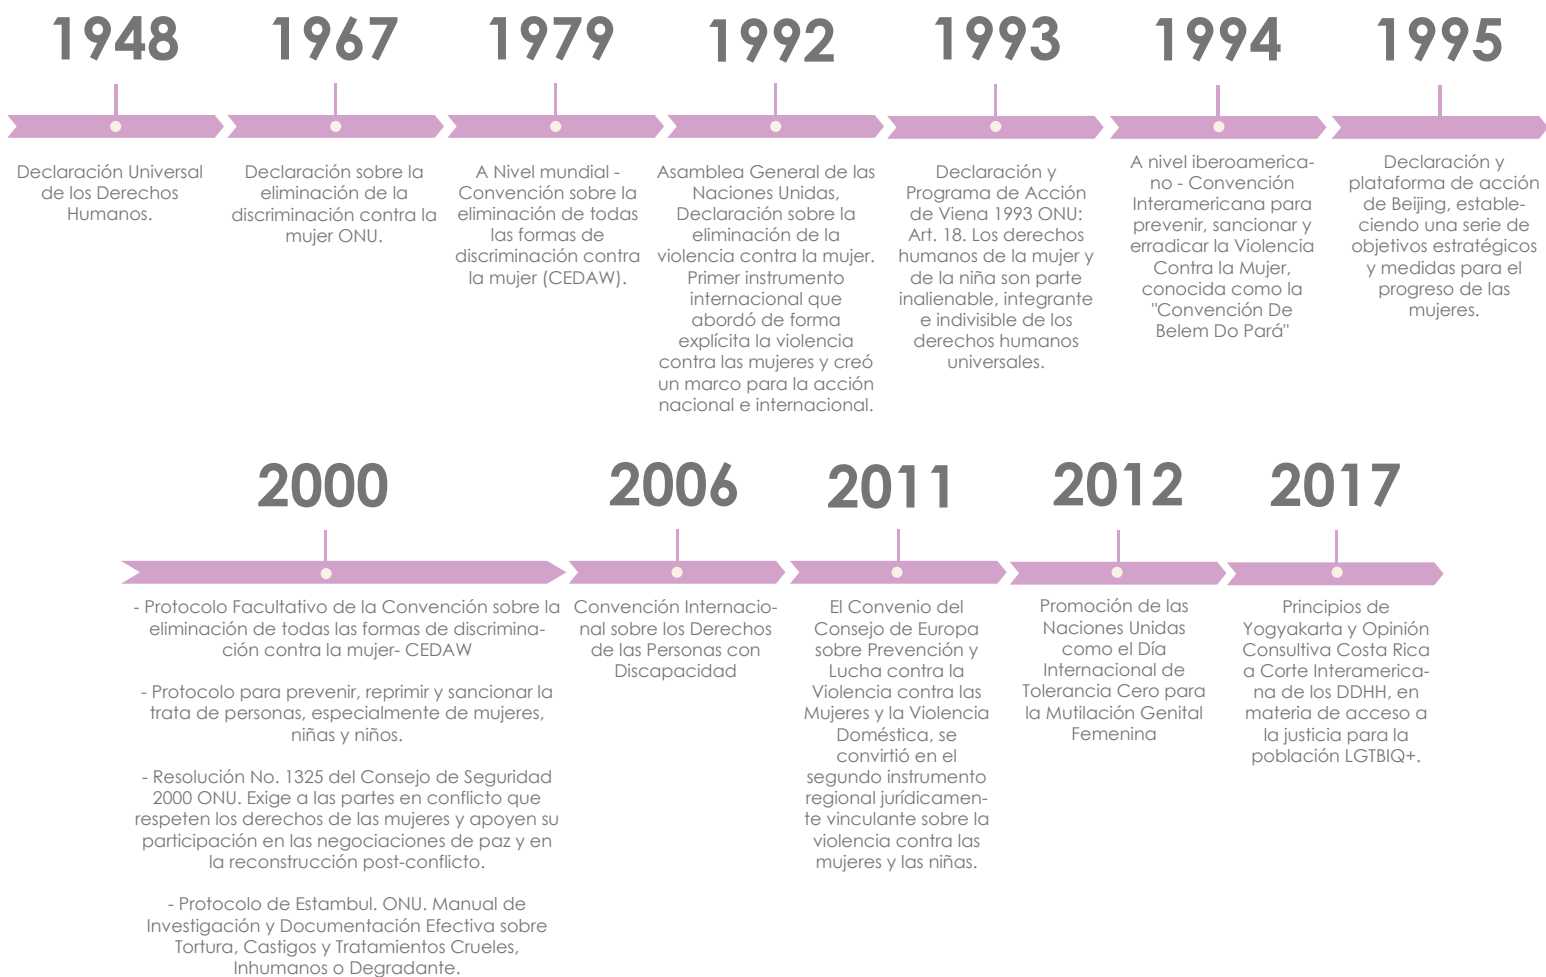 1948
Declaración Universal
de los Derechos
Humanos.
1967
Declaración sobre la
eliminación de la
discriminación contra la
mujer ONU.
1979
A Nivel mundial -
Convención sobre la
eliminación de todas
las formas de
discriminación contra
la mujer (CEDAW).
1992
Asamblea General de las
Naciones Unidas,
Declaración sobre la
eliminación de la
violencia contra la mujer.
Primer instrumento
internacional que
abordó de forma
explícita la violencia
contra las mujeres y creó
un marco para la acción
nacional e internacional.
1993
Declaración y
Programa de Acción
de Viena 1993 ONU:
Art. 18. Los derechos
humanos de la mujer y
de la niña son parte
inalienable, integrante
e indivisible de los
derechos humanos
universales.
1994
A nivel iberoamerica-
no - Convención
Interamericana para
prevenir, sancionar y
erradicar la Violencia
Contra la Mujer,
conocida como la
"Convención De
Belem Do Pará"
1995
Declaración y
plataforma de acción
de Beijing, estable-
ciendo una serie de
objetivos estratégicos
y medidas para el
progreso de las
mujeres.
2000
- Protocolo Facultativo de la Convención sobre la
eliminación de todas las formas de discrimina-
ción contra la mujer- CEDAW
- Protocolo para prevenir, reprimir y sancionar la
trata de personas, especialmente de mujeres,
niñas y niños.
- Resolución No. 1325 del Consejo de Seguridad
2000 ONU. Exige a las partes en conflicto que
respeten los derechos de las mujeres y apoyen su
participación en las negociaciones de paz y en
la reconstrucción post-conflicto.
- Protocolo de Estambul. ONU. Manual de
Investigación y Documentación Efectiva sobre
Tortura, Castigos y Tratamientos Crueles,
Inhumanos o Degradante.
2006
Convención Internacio-
nal sobre los Derechos
de las Personas con
Discapacidad
2011
El Convenio del
Consejo de Europa
sobre Prevención y
Lucha contra la
Violencia contra las
Mujeres y la Violencia
Doméstica, se
convirtió en el
segundo instrumento
regional jurídicamen-
te vinculante sobre la
violencia contra las
mujeres y las niñas.
2012
Promoción de las
Naciones Unidas
como el Día
Internacional de
Tolerancia Cero para
la Mutilación Genital
Femenina
2017
Principios de
Yogyakarta y Opinión
Consultiva Costa Rica
a Corte Interamerica-
na de los DDHH, en
materia de acceso a
la justicia para la
población LGTBIQ+.